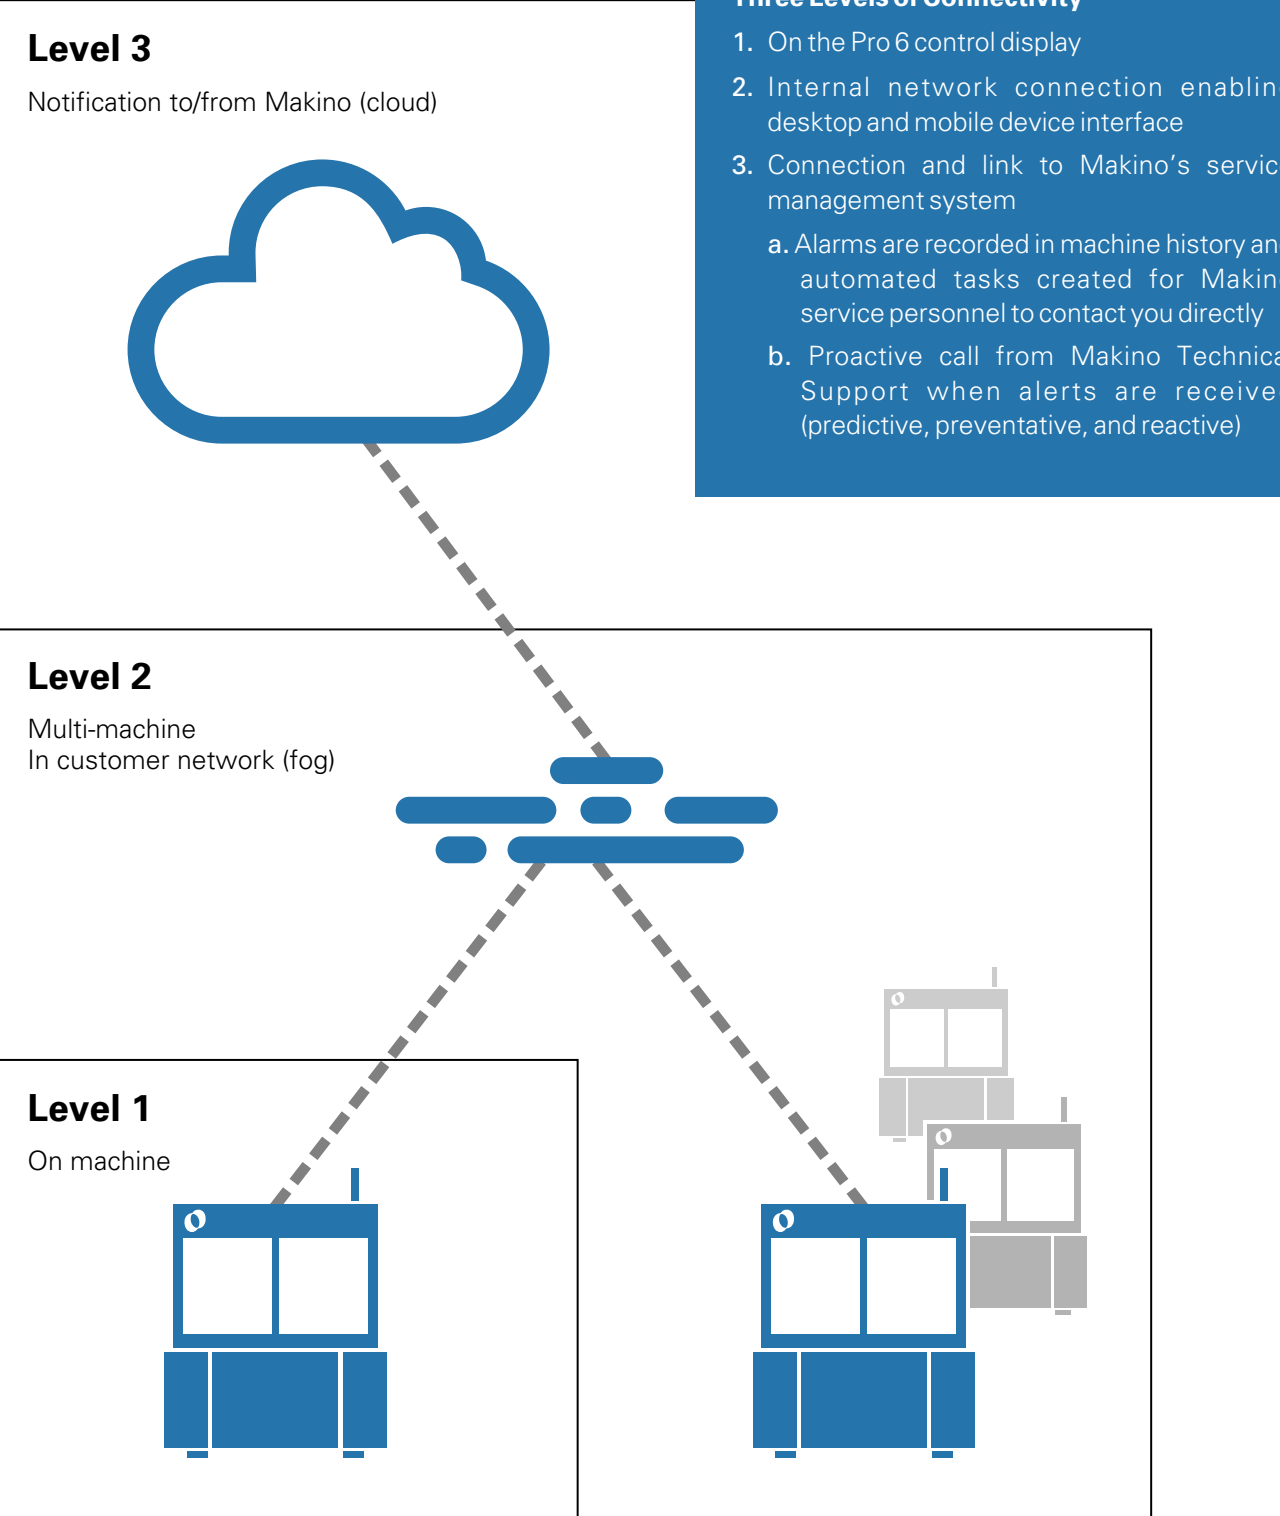 Three Levels of Connectivity
Level 3
Notification to/from Makino (cloud)
1. On the Pro 6 control display
2. Internal network connection enablin
desktop and mobile device interface
3. Connection and link to Makino's servic
management system
a. Alarms are recorded in machine history an
automated tasks created for Makin
service personnel to contact you directly
b. Proactive call from Makino Technica
Support when alerts are receive
(predictive, preventative, and reactive)
Level 2
Multi-machine
In customer network (fog)
Level 1
On machine